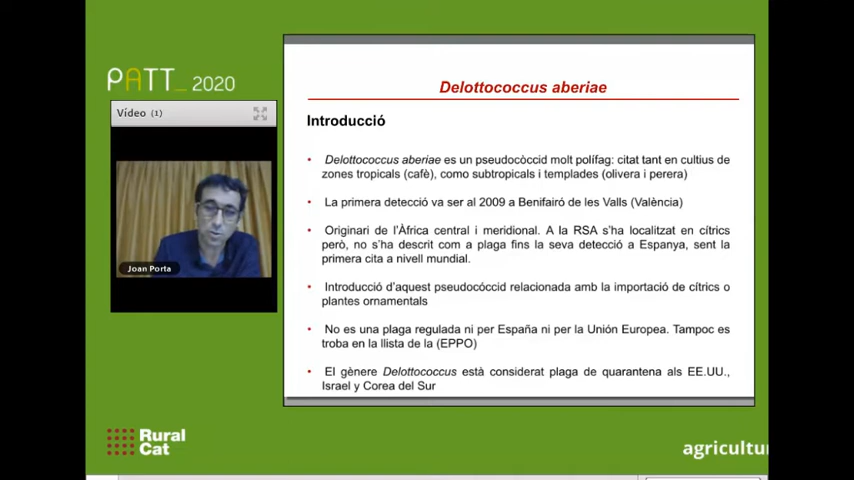 PATT_ 2020
Vídeo (1)
Joan Porta
Delottococcus aberiae
Introducció
• Delottococcus aberiae es un pseudocòccid molt polífag: citat tant en cultius de
zones tropicals (cafè), como subtropicals i templades (olivera i perera)
• La primera detecció va ser al 2009 a Benifairó de les Valls (València)
• Originari de l'Àfrica central i meridional. A la RSA s'ha localitzat en cítrics
però, no s'ha descrit com a plaga fins la seva detecció a Espanya, sent la
primera cita a nivell mundial.
• Introducció d'aquest pseudocóccid relacionada amb la importació de cítrics o
plantes ornamentals
• No es una plaga regulada ni per España ni per la Unión Europea. Tampoc es
troba en la llista de la (EPPO)
• El gènere Delottococcus està considerat plaga de quarantena als EE.UU.,
Israel y Corea del Sur
Rural
Cat
agricultur